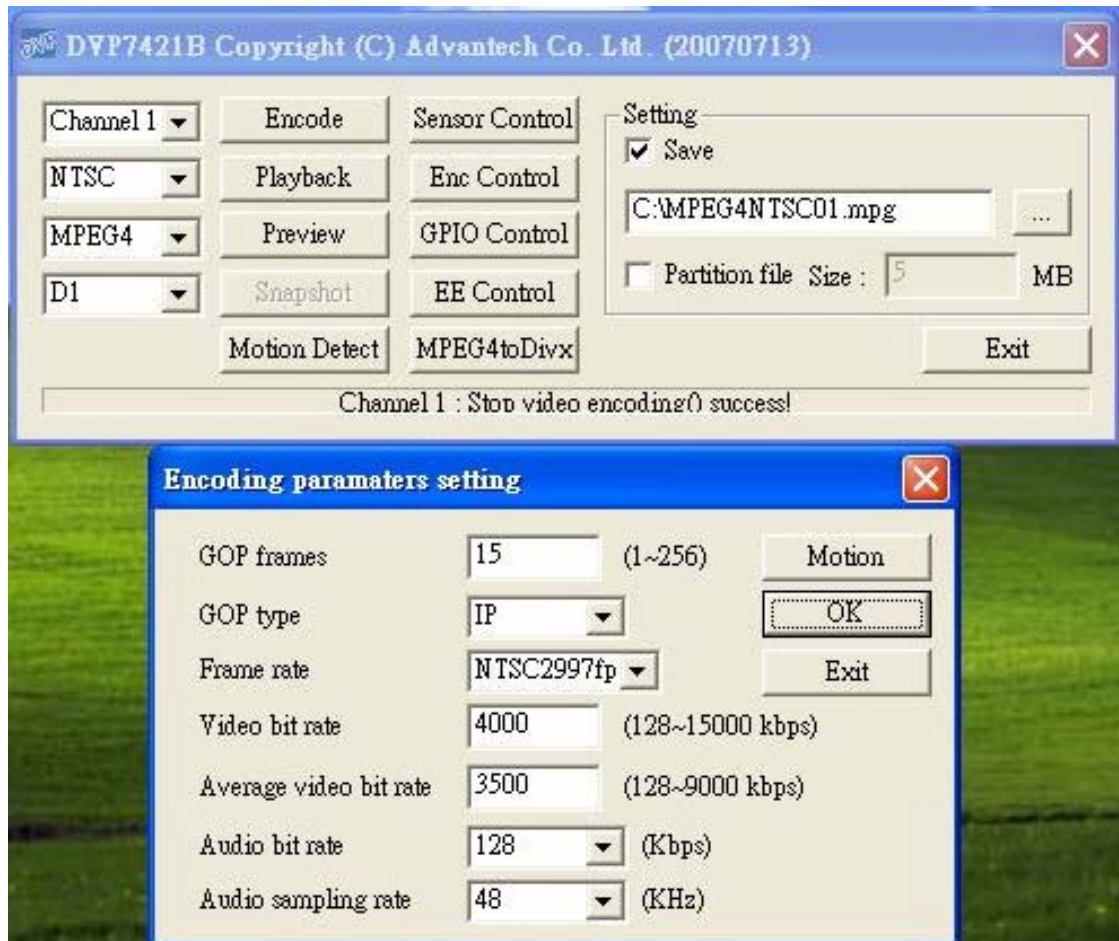 DVP7421B Copyright (C) Advantech Co. Ltd. (20070713)
Channel 1 Encode Sensor Control Setting
Save
NTSC Playback Enc Control
C:\MPEG4NTSC01.mpg ...
MPEG4 Preview GPIO Control
D1 Snapshot EE Control Partition file Size : 5 MB
Motion Detect MPEG4toDivx Exit
Channel 1 : Stop video encoding() success!
Encoding paramaters setting
GOP frames 15 (1~256) Motion
GOP type IP OK
Frame rate NTSC2997fp Exit
Video bit rate 4000 (128~15000 kbps)
Average video bit rate 3500 (128~9000 kbps)
Audio bit rate 128 (Kbps)
Audio sampling rate 48 (KHz)